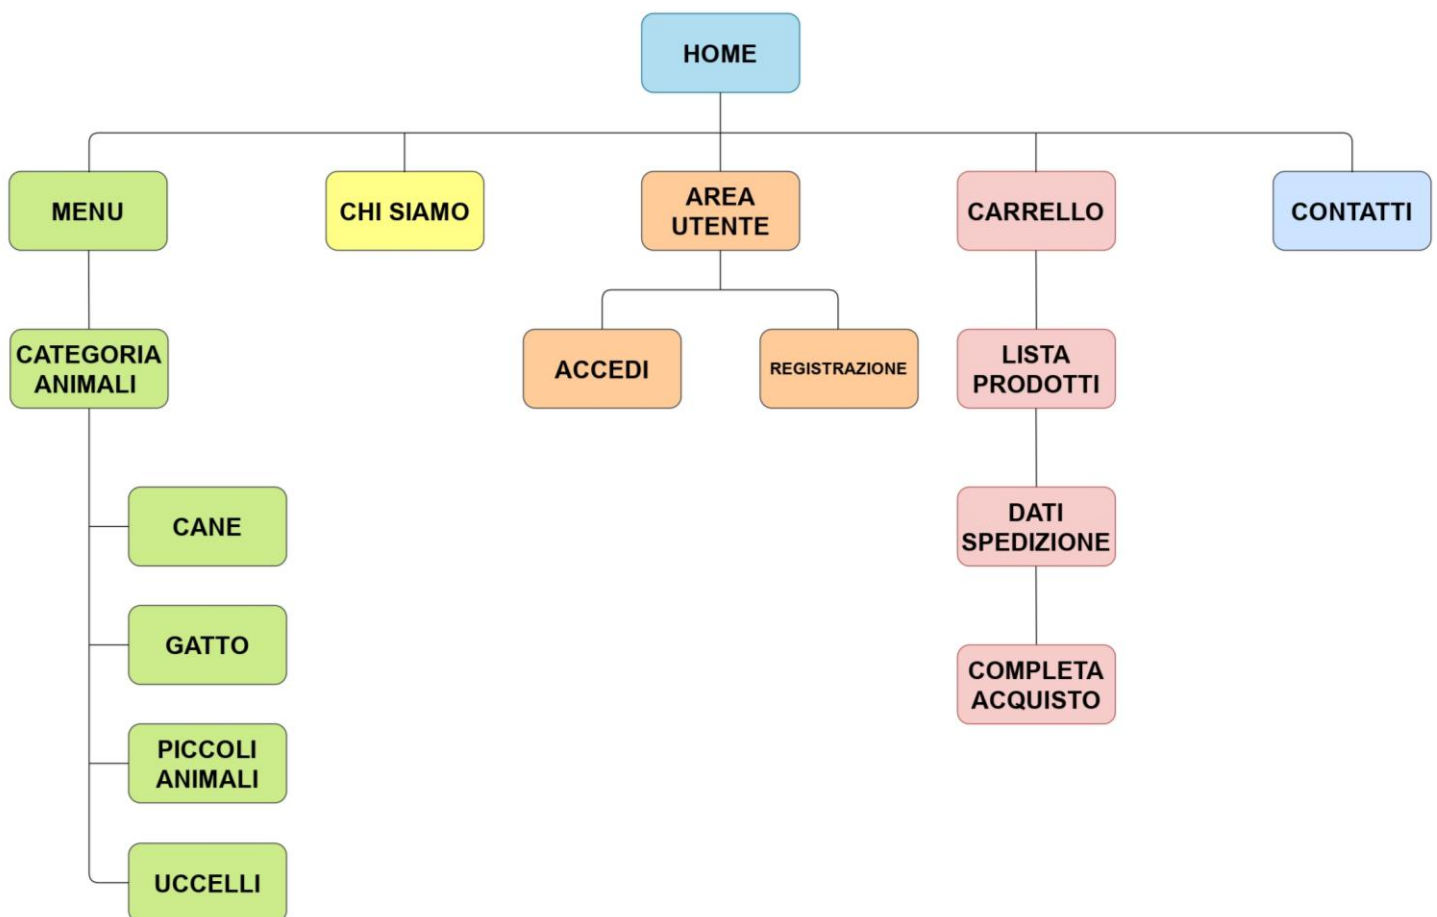 HOME
MENU
CHI SIAMO
AREA
UTENTE
CARRELLO
CONTATTI
CATEGORIA
ANIMALI
ACCEDI
REGISTRAZIONE
LISTA
PRODOTTI
CANE
DATI
SPEDIZIONE
GATTO
COMPLETA
ACQUISTO
PICCOLI
ANIMALI
UCCELLI